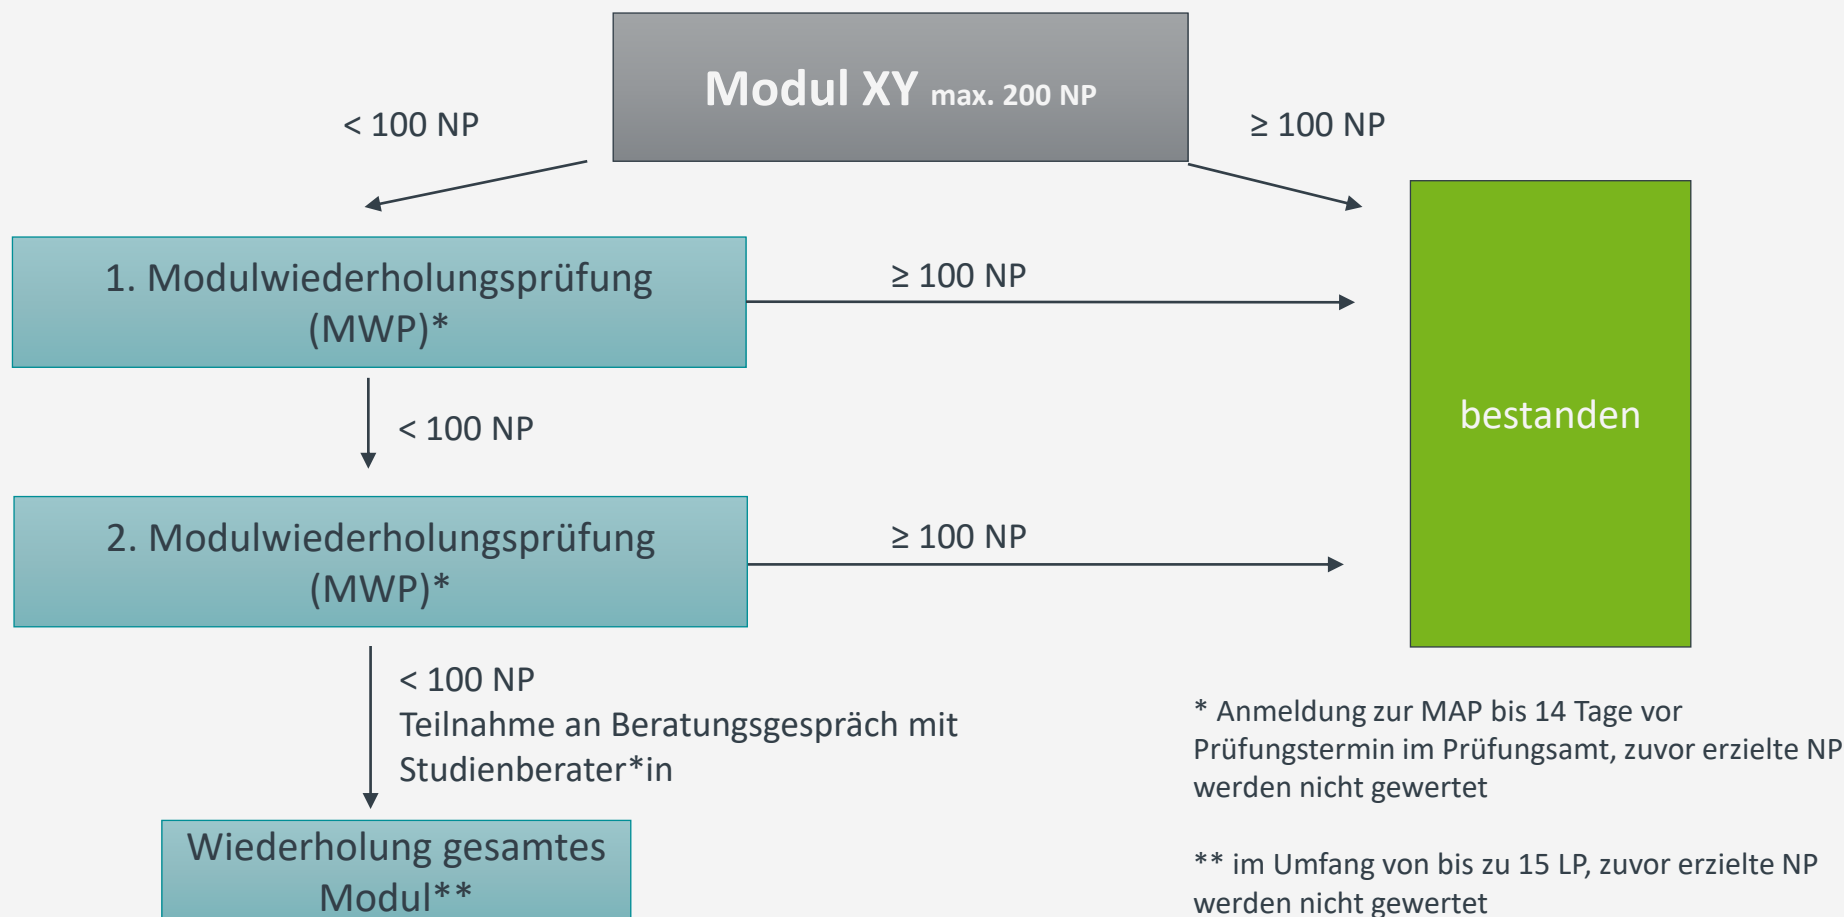 Modul XY max. 200 NP
< 100 NP
≥ 100 NP
1. Modulwiederholungsprüfung
(MWP)*
≥ 100 NP
< 100 NP
bestanden
2. Modulwiederholungsprüfung
(MWP)*
≥ 100 NP
< 100 NP
Teilnahme an Beratungsgespräch mit
Studienberater*in
Wiederholung gesamtes
Modul**
* Anmeldung zur MAP bis 14 Tage vor
Prüfungstermin im Prüfungsamt, zuvor erzielte NP
werden nicht gewertet
** im Umfang von bis zu 15 LP, zuvor erzielte NP
werden nicht gewertet